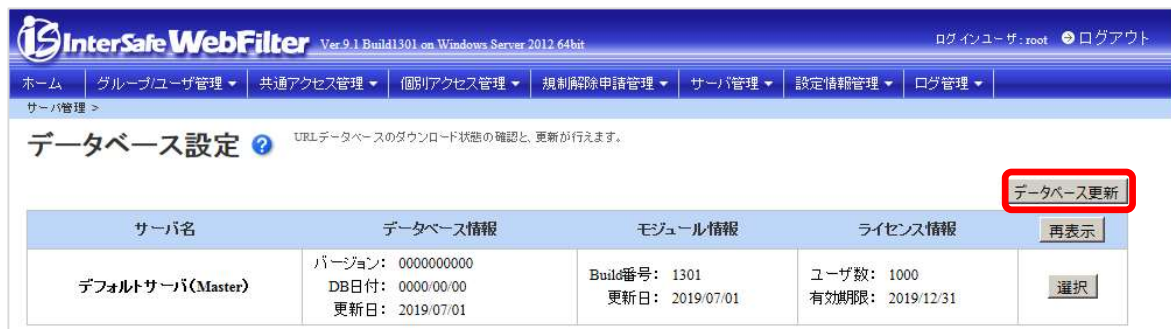 InterSafe WebFilter Ver.9.1 Build1301 on Windows Server 2012 64bit ログインユーザ:root ログアウト
ホーム グループ/ユーザ管理 共通アクセス管理 個別アクセス管理 規制解除申請管理 サーバ管理 設定情報管理 ログ管理
サーバ管理 >
データベース設定 ? URLデータベースのダウンロード状態の確認と、更新が行えます。
データベース更新
サーバ名 データベース情報 モジュール情報 ライセンス情報 再表示
バージョン: 0000000000
デフォルトサーバ(Master) DB日付: 0000/00/00 Build番号: 1301 ユーザ数: 1000 選択
更新日: 2019/07/01 更新日: 2019/07/01 有効期限: 2019/12/31